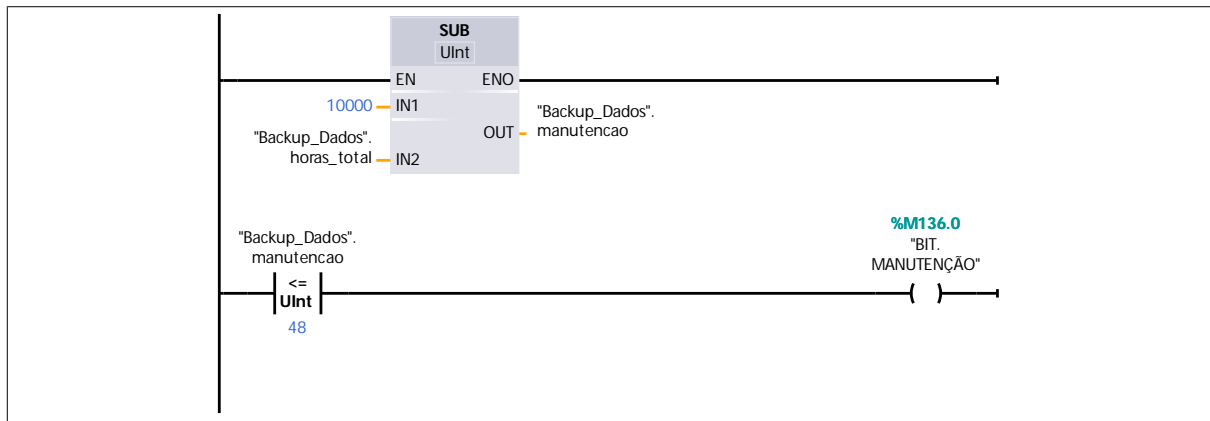 SUB
UInt
EN ENO
10000 IN1
"Backup_Dados".
manutencao
OUT
"Backup_Dados".
horas_total
IN2
%M136.0
"BIT.
MANUTENÇÃO"
"Backup_Dados".
manutencao
<=
UInt
( )
48